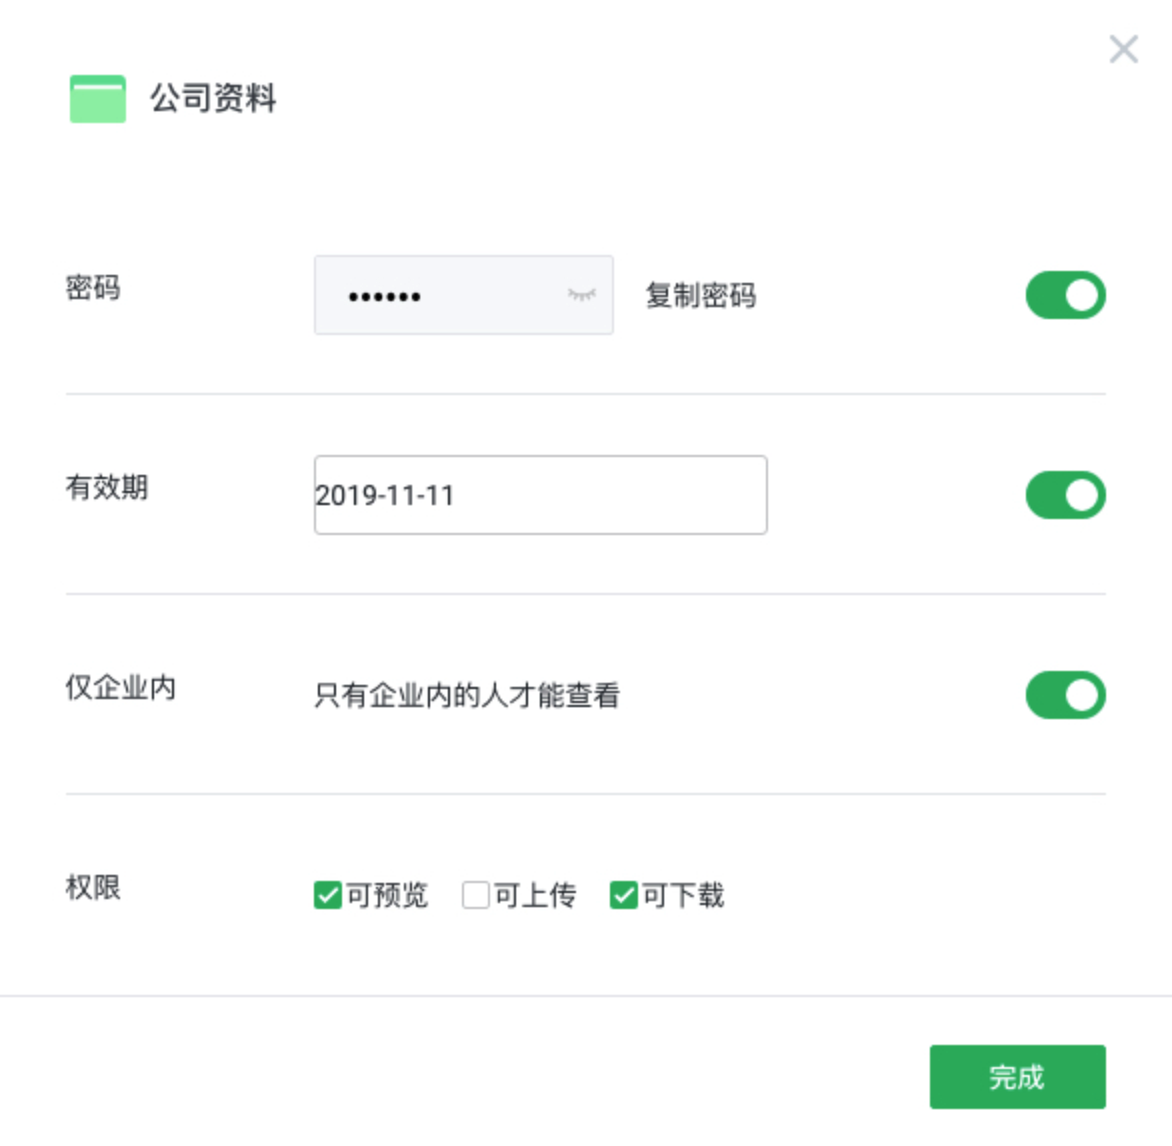 公司资料
密码 •••••• 复制密码
有效期 2019-11-11
仅企业内 只有企业内的人才能查看
权限 可预览 可上传 可下载
完成